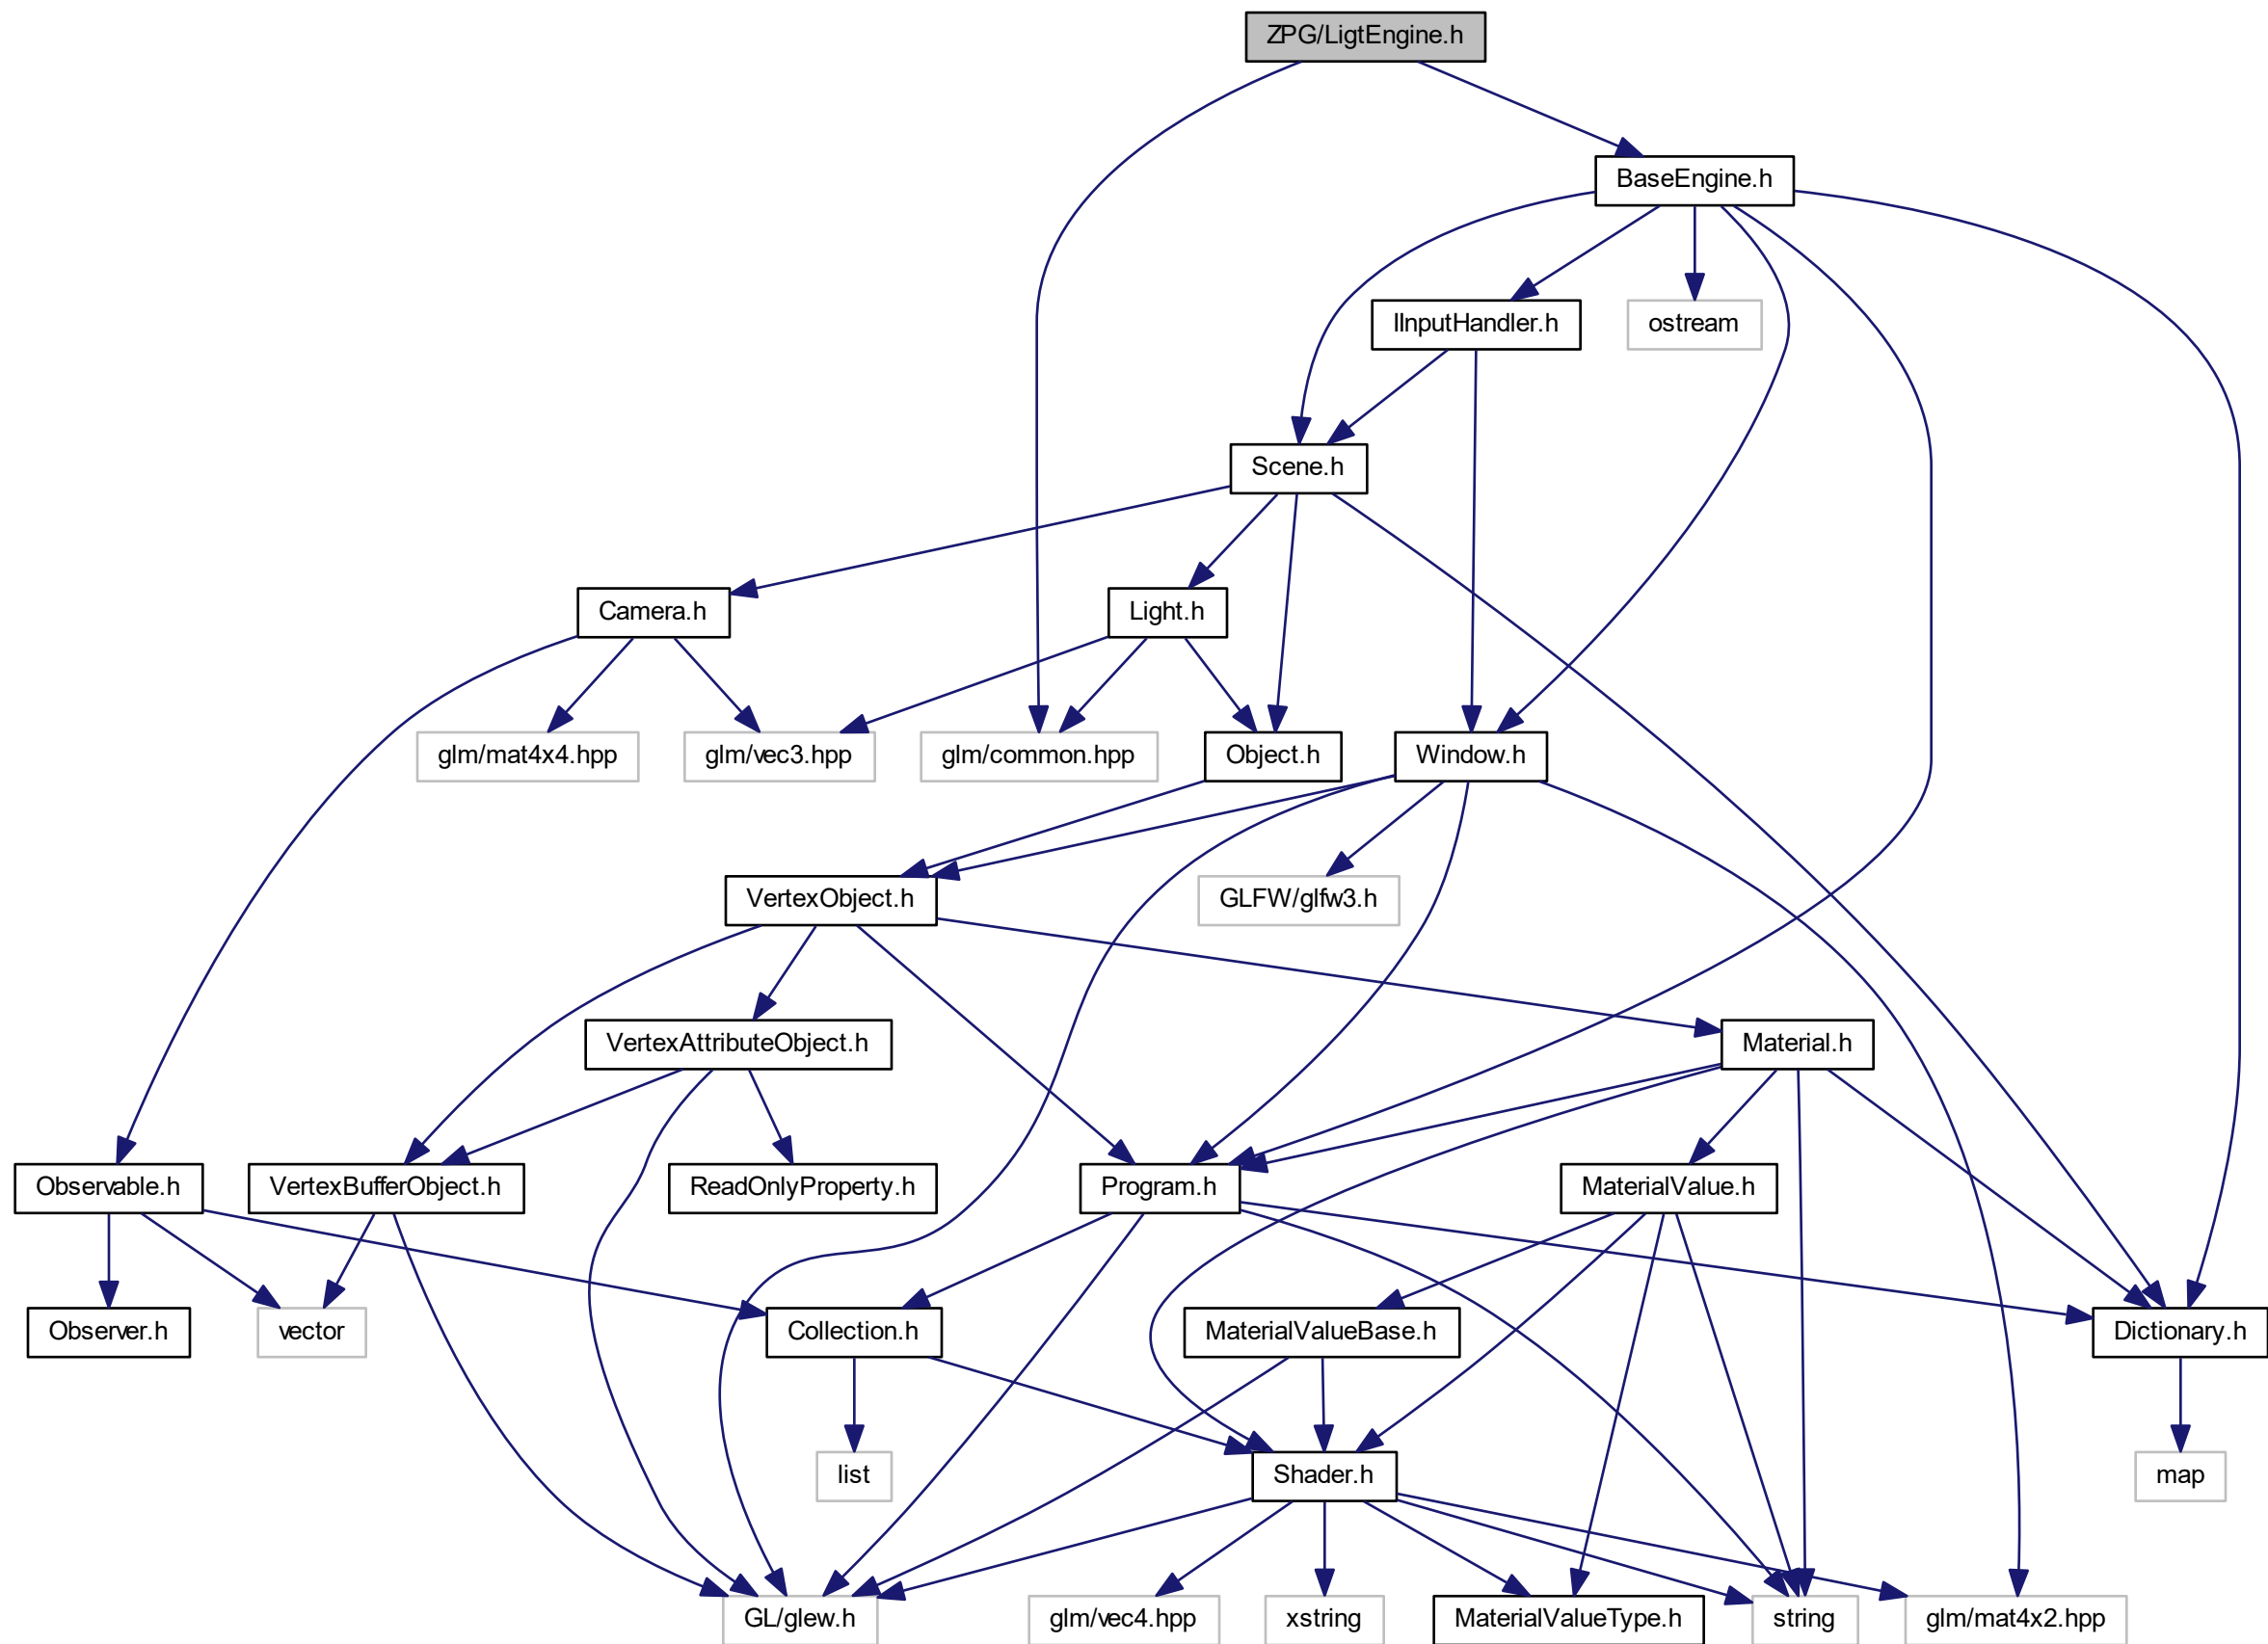 ZPG/LigtEngine.h
BaseEngine.h
IInputHandler.h
ostream
Scene.h
Camera.h
Light.h
glm/mat4x4.hpp
glm/vec3.hpp
glm/common.hpp
Object.h
Window.h
VertexObject.h
GLFW/glfw3.h
VertexAttributeObject.h
Material.h
Observable.h
VertexBufferObject.h
ReadOnlyProperty.h
Program.h
MaterialValue.h
Observer.h
vector
Collection.h
MaterialValueBase.h
Dictionary.h
list
Shader.h
map
GL/glew.h
glm/vec4.hpp
xstring
MaterialValueType.h
string
glm/mat4x2.hpp